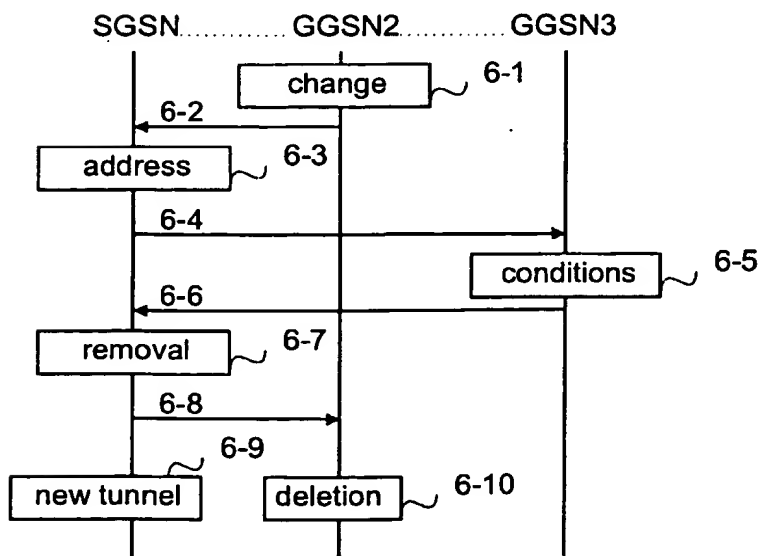 SGSN..............GGSN2..............GGSN3
change 6-1
6-2
address 6-3
6-4
conditions 6-5
6-6
removal 6-7
6-8
6-9
new tunnel deletion 6-10